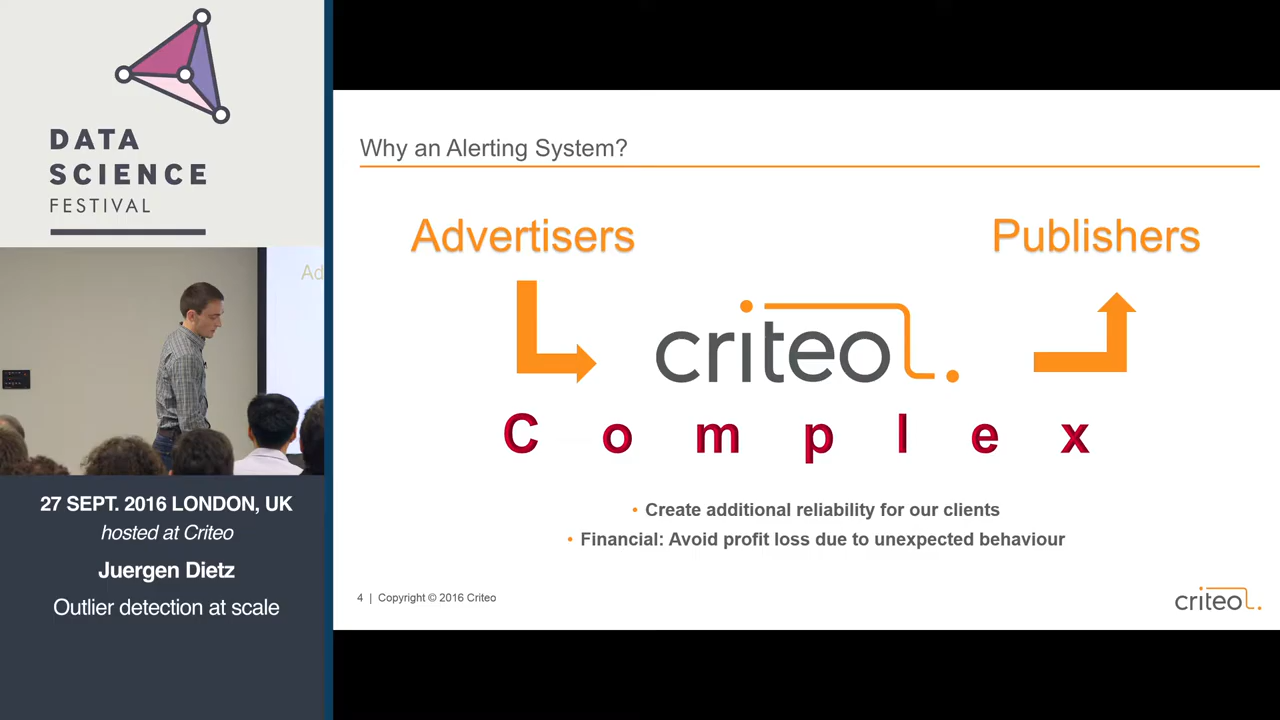 DATA
SCIENCE
FESTIVAL
Ad
27 SEPT. 2016 LONDON, UK
hosted at Criteo
Juergen Dietz
Outlier detection at scale
Why an Alerting System?
Advertisers
Publishers
criteo
Complex
• Create additional reliability for our clients
• Financial: Avoid profit loss due to unexpected behaviour
4 | Copyright © 2016 Criteo
criteo